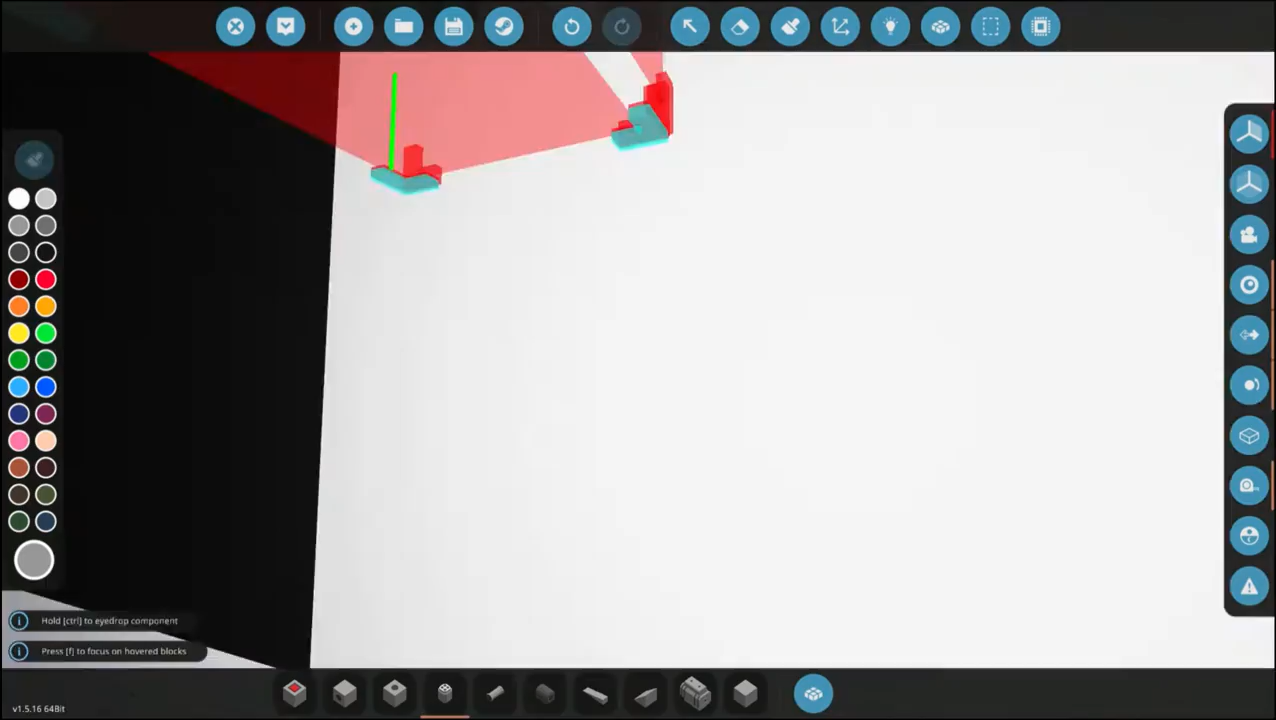 Hold [ctrl] to eyedrop component
Press [f] to focus on hovered blocks
v1.5.16 64Bit